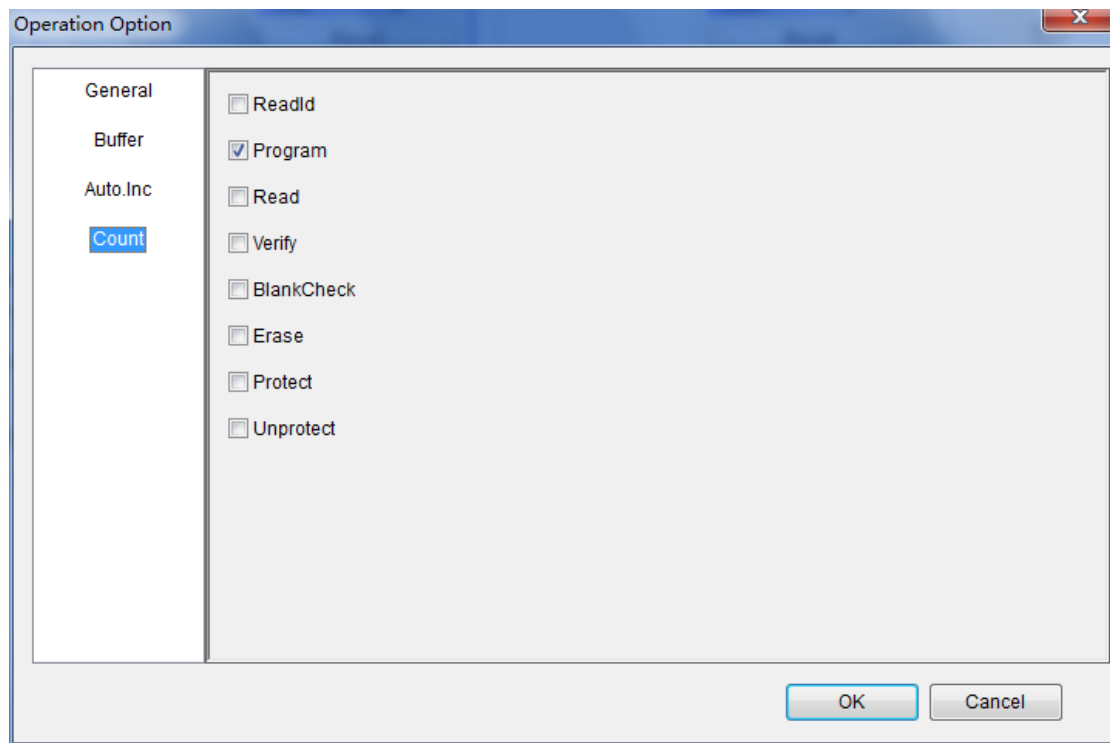 Operation Option
General
Buffer
Auto.Inc
Count
ReadId
Program
Read
Verify
BlankCheck
Erase
Protect
Unprotect
OK
Cancel